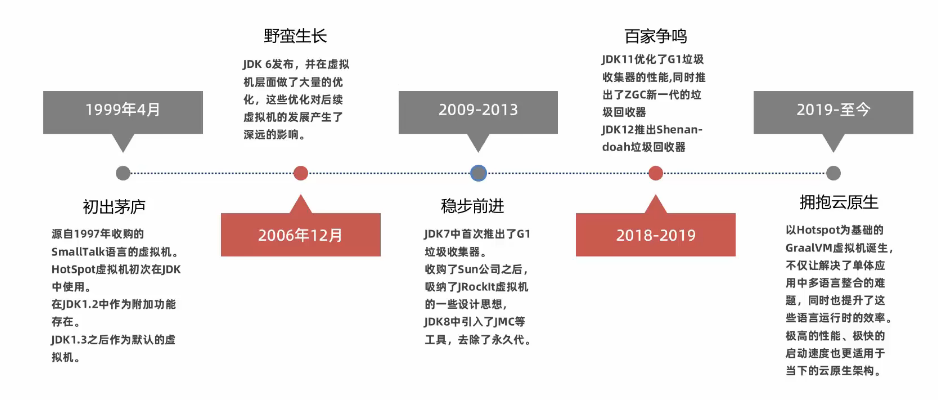 1999年4月
初出茅庐
源自1997年收购的
SmallTalk语言的虚拟机。
HotSpot虚拟机初次在JDK
中使用。
在JDK1.2中作为附加功能
存在。
JDK1.3之后作为默认的虚
拟机。
野蛮生长
JDK 6发布，并在虚拟
机层面做了大量的优
化，这些优化对后续
虚拟机的发展产生了
深远的影响。
2006年12月
2009-2013
稳步前进
JDK7中首次推出了G1
垃圾收集器。
收购了Sun公司之后，
吸纳了JRockIt虚拟机
的一些设计思想，
JDK8中引入了JMC等
工具，去除了永久代。
百家争鸣
JDK11优化了G1垃圾
收集器的性能,同时推
出了ZGC新一代的垃
圾回收器
JDK12推出Shenan-
doah垃圾回收器
2018-2019
2019-至今
拥抱云原生
以Hotspot为基础的
GraalVM虚拟机诞生，
不仅让解决了单体应
用中多语言整合的难
题，同时也提升了这
些语言运行时的效率。
极高的性能、极快的
启动速度也更适用于
当下的云原生架构。